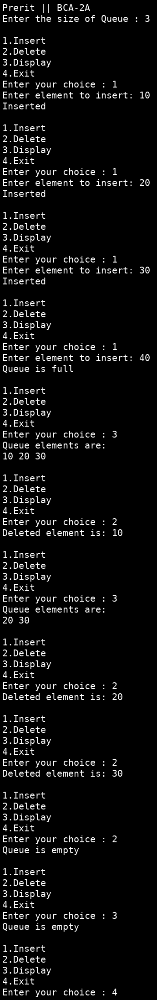 Prerit || BCA-2A
Enter the size of Queue : 3
1.Insert
2.Delete
3.Display
4.Exit
Enter your choice : 1
Enter element to insert: 10
Inserted
1.Insert
2.Delete
3.Display
4.Exit
Enter your choice : 1
Enter element to insert: 20
Inserted
1.Insert
2.Delete
3.Display
4.Exit
Enter your choice : 1
Enter element to insert: 30
Inserted
1.Insert
2.Delete
3.Display
4.Exit
Enter your choice : 1
Enter element to insert: 40
Queue is full
1.Insert
2.Delete
3.Display
4.Exit
Enter your choice : 3
Queue elements are:
10 20 30
1.Insert
2.Delete
3.Display
4.Exit
Enter your choice : 2
Deleted element is: 10
1.Insert
2.Delete
3.Display
4.Exit
Enter your choice : 3
Queue elements are:
20 30
1.Insert
2.Delete
3.Display
4.Exit
Enter your choice : 2
Deleted element is: 20
1.Insert
2.Delete
3.Display
4.Exit
Enter your choice : 2
Deleted element is: 30
1.Insert
2.Delete
3.Display
4.Exit
Enter your choice : 2
Queue is empty
1.Insert
2.Delete
3.Display
4.Exit
Enter your choice : 3
Queue is empty
1.Insert
2.Delete
3.Display
4.Exit
Enter your choice : 4